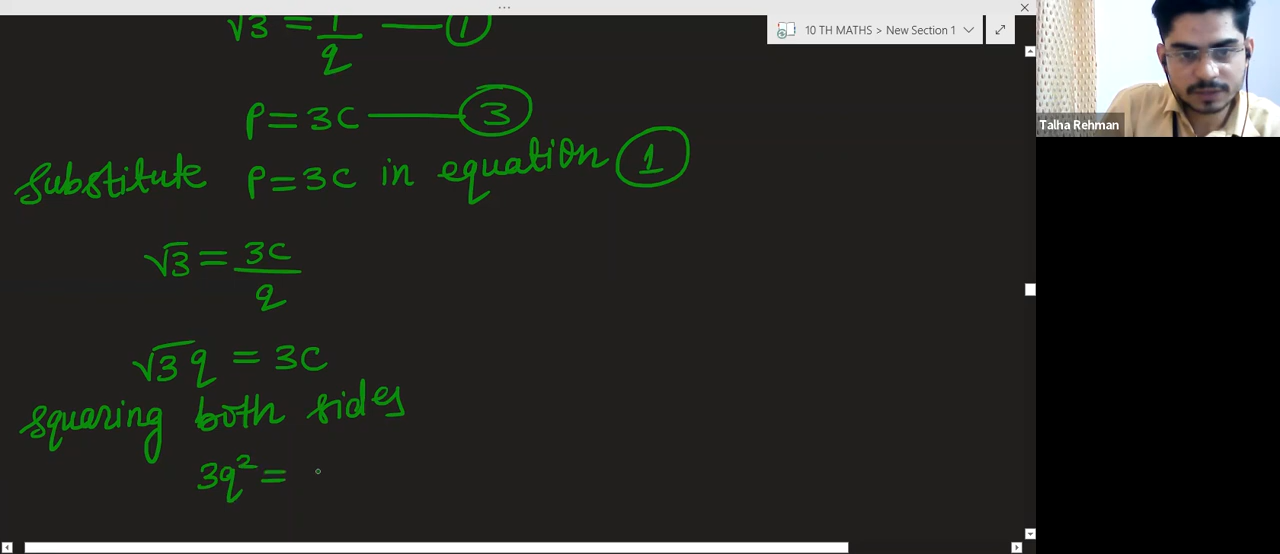 10 TH MATHS > New Section 1
√3 = p/q —— 1
P = 3C —— 3
Substitute P = 3C in equation 1
√3 = 3C/q
√3 q = 3C
Squaring both sides
3q² =
Talha Rehman